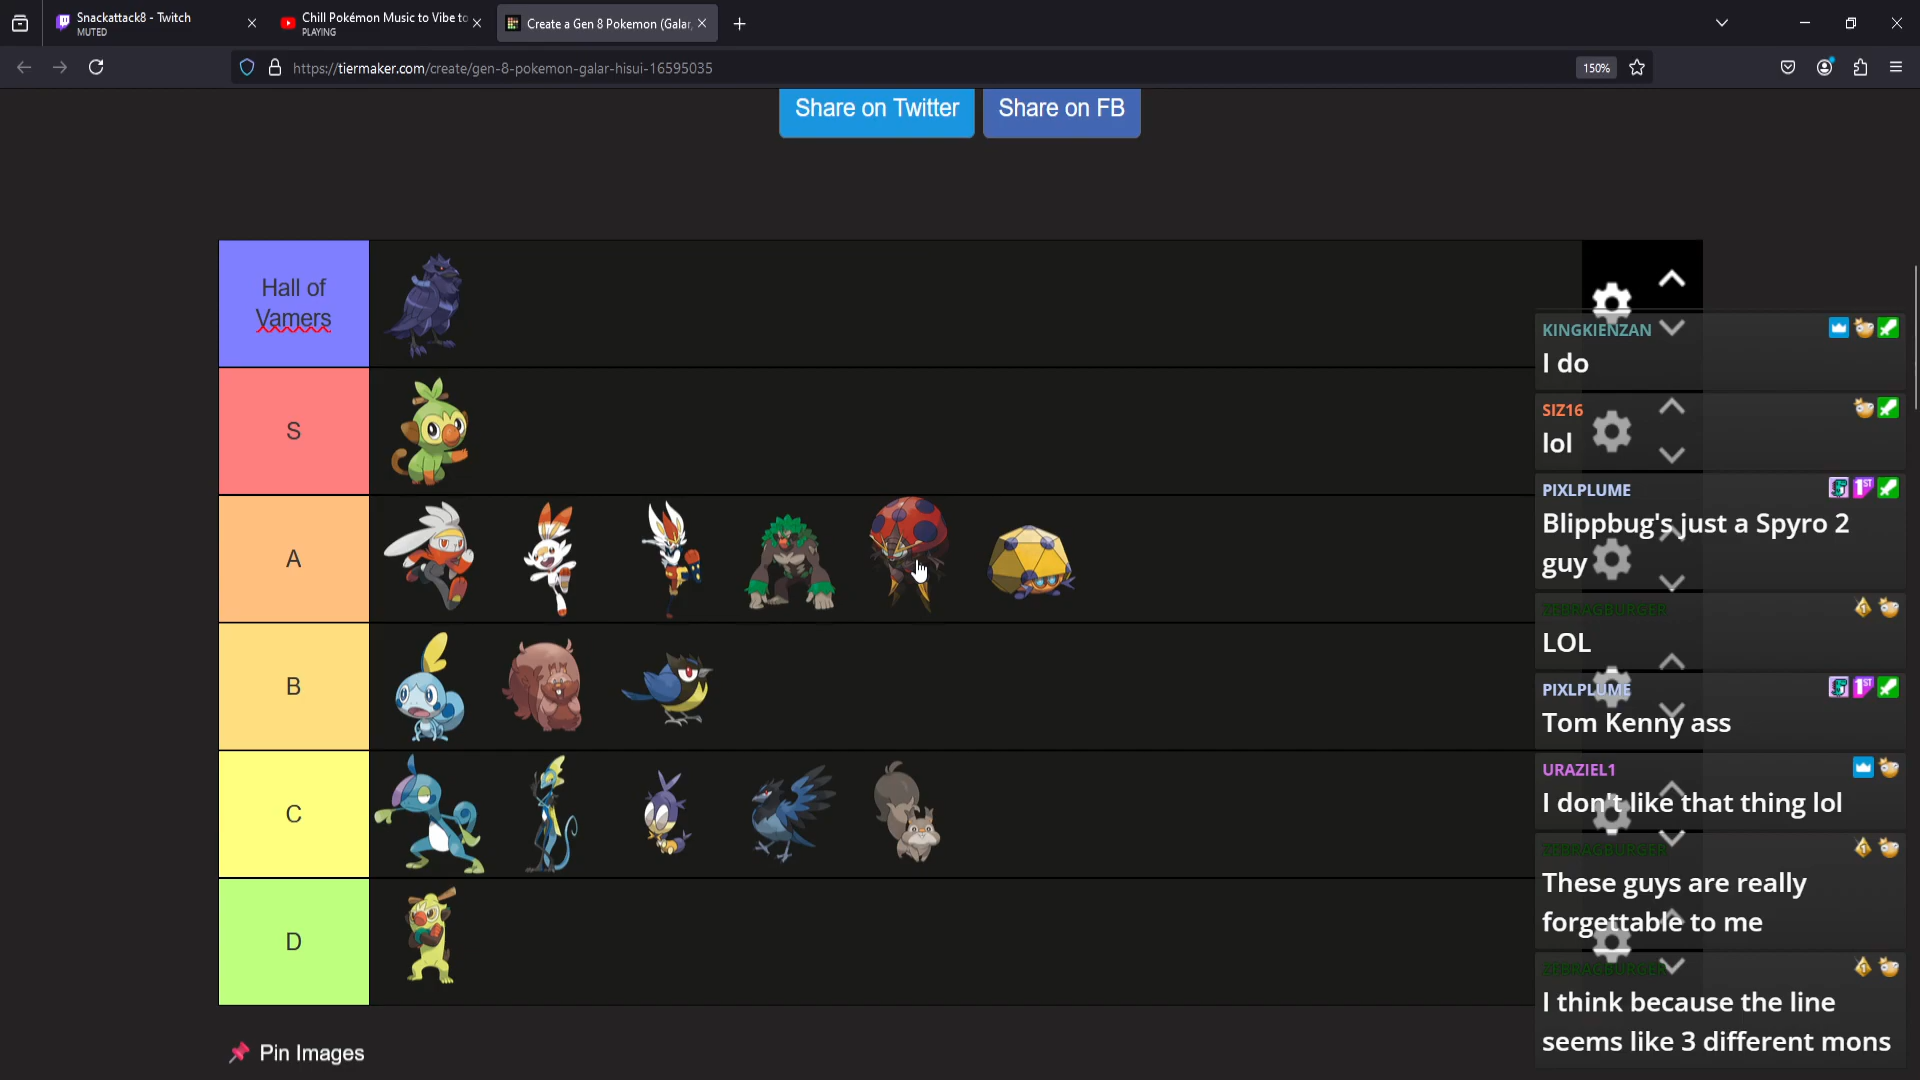 Snackattack8 - Twitch
MUTED
Chill Pokémon Music to Vibe to
PLAYING
Create a Gen 8 Pokemon (Galar,
https://tiermaker.com/create/gen-8-pokemon-galar-hisui-16595035
150%
Share on Twitter
Share on FB
Hall of
Vamers
S
A
B
C
D
Pin Images
KINGKIENZAN
I do
SIZ16
lol
PIXLPLUME
1ST
Blippbug's just a Spyro 2
guy
LOL
PIXLPLUME
1ST
Tom Kenny ass
URAZIEL1
I don't like that thing lol
These guys are really
forgettable to me
I think because the line
seems like 3 different mons